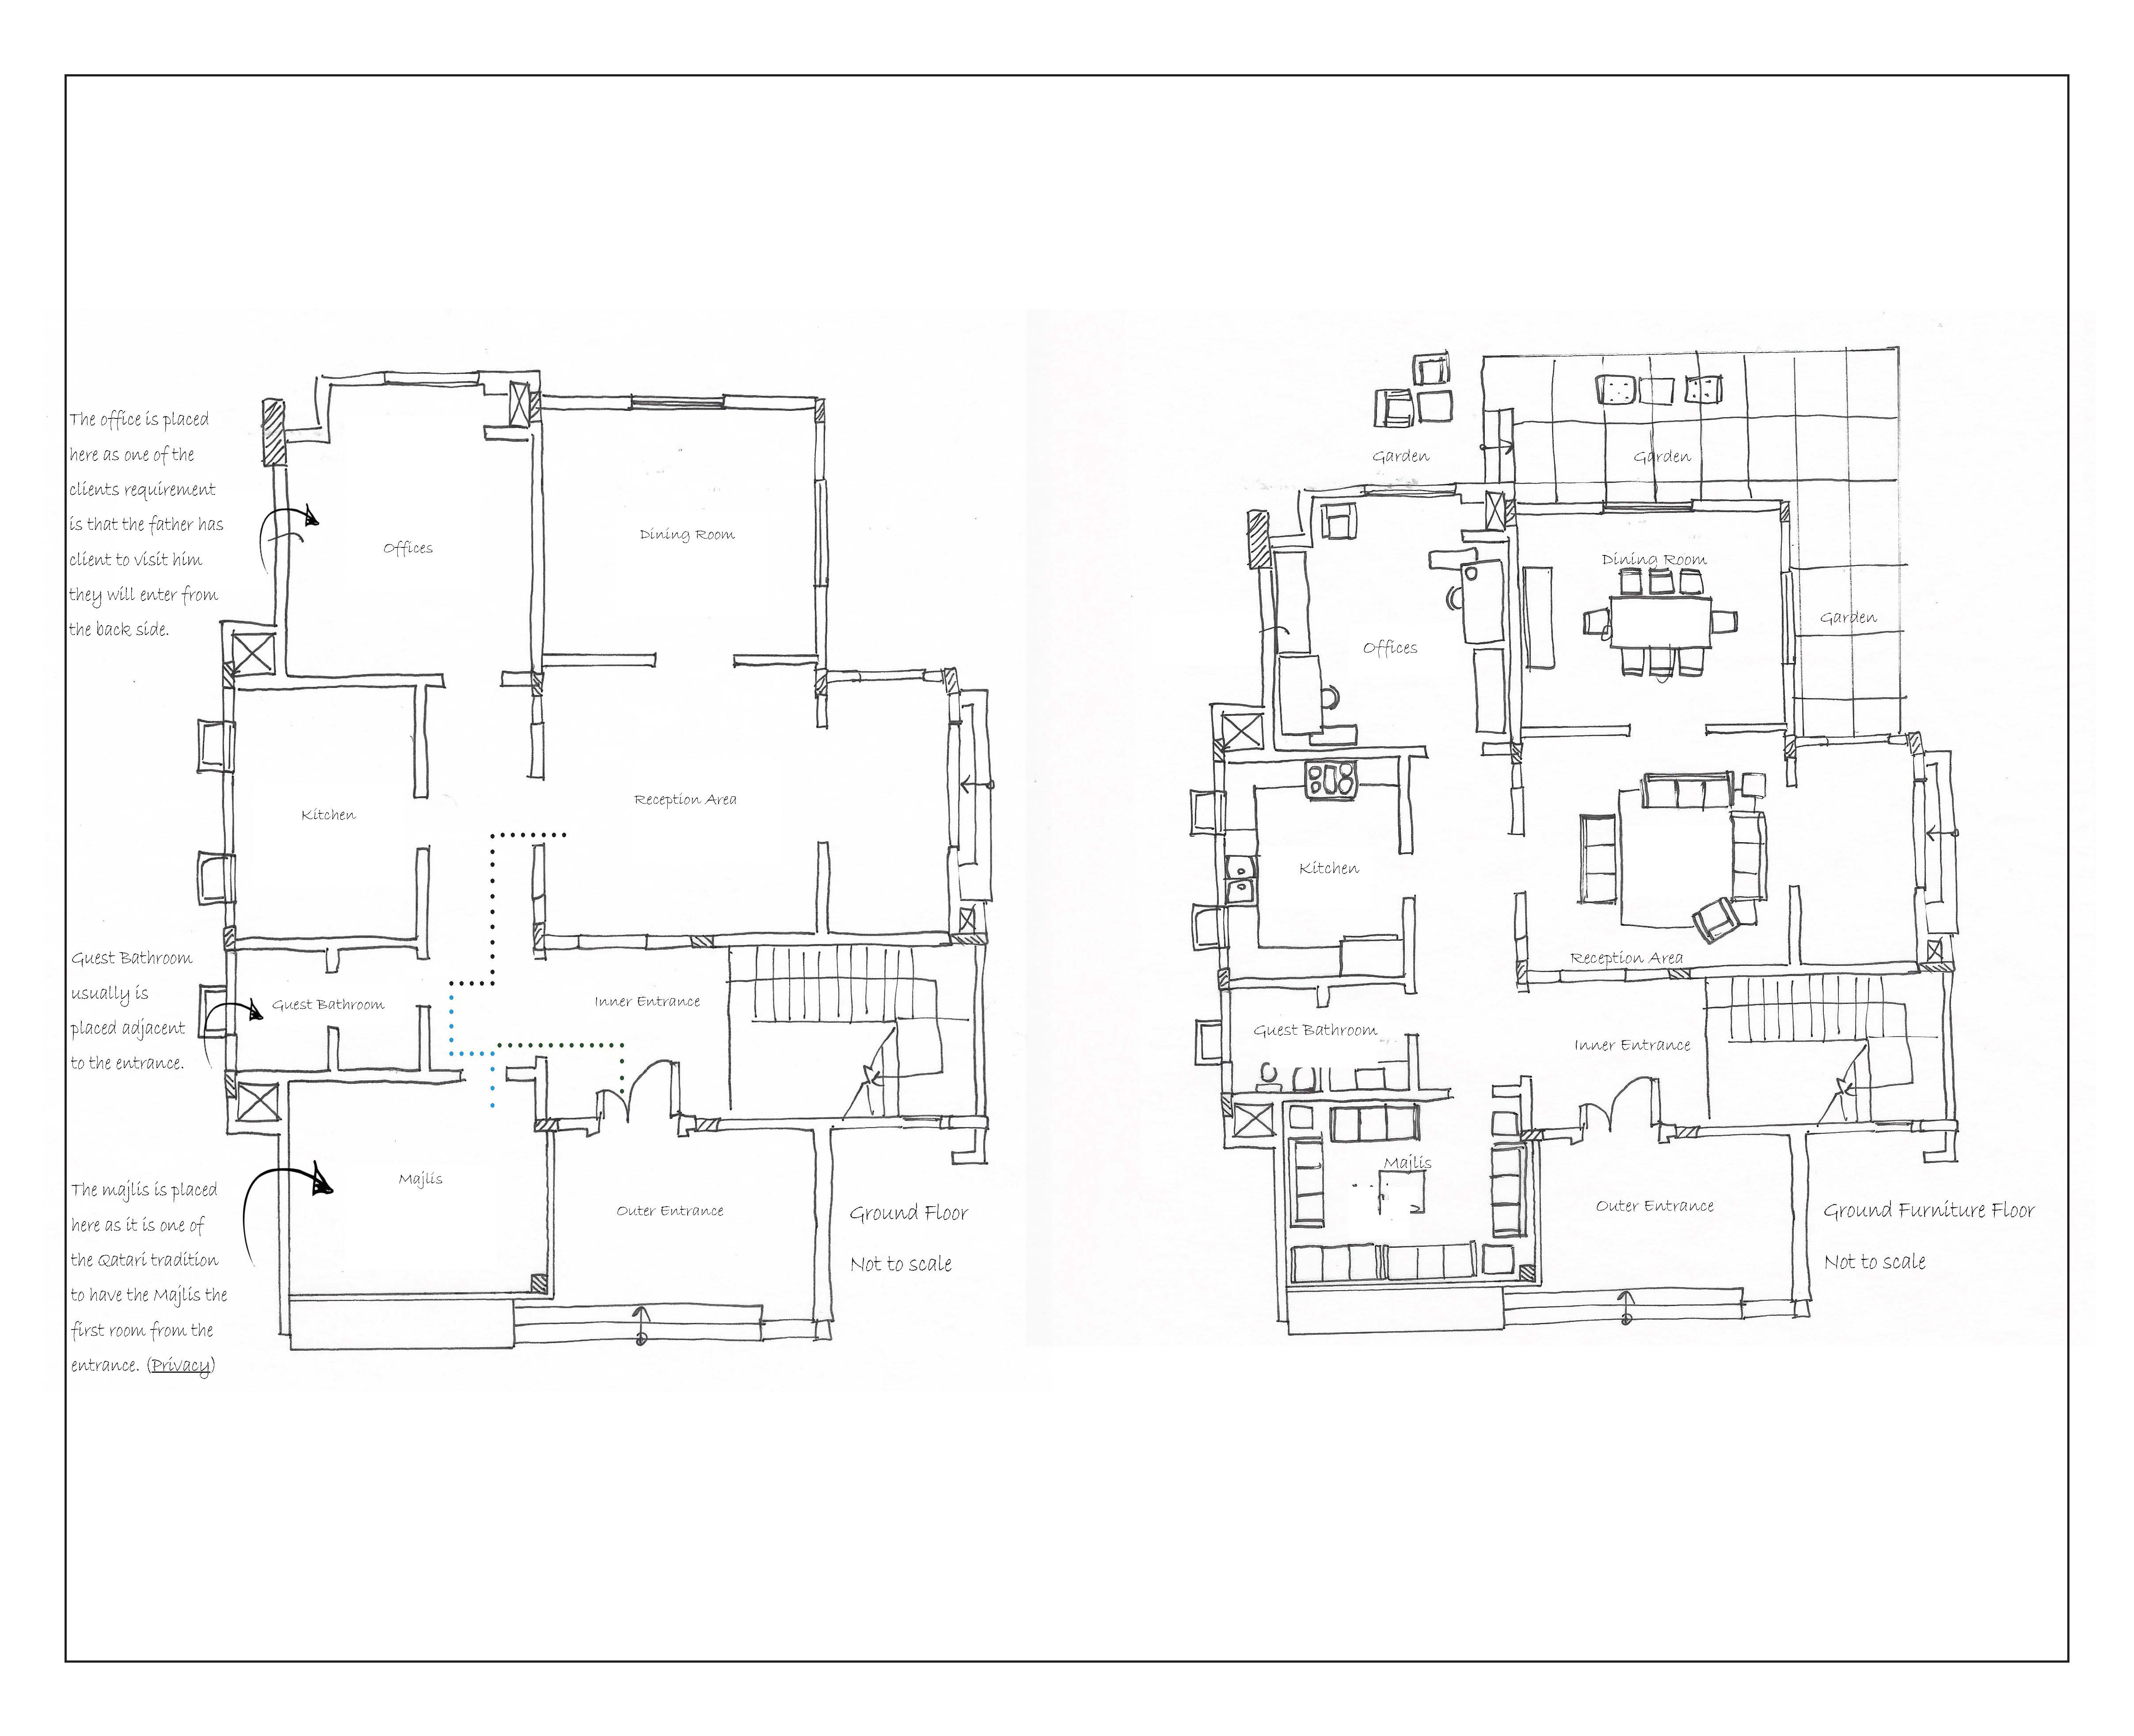 The office is placed
here as one of the
clients requirement
is that the father has
client to visit him
they will enter from
the back side.
Offices
Dining Room
Kitchen
Reception Area
Guest Bathroom
usually is
placed adjacent
to the entrance.
Guest Bathroom
Inner Entrance
The majlis is placed
here as it is one of
the Qatari tradition
to have the Majlis the
first room from the
entrance. (Privacy)
Majlis
Outer Entrance
Ground Floor
Not to scale
Garden
Garden
Dining Room
Garden
Offices
Kitchen
Reception Area
Guest Bathroom
Inner Entrance
Majlis
Outer Entrance
Ground Furniture Floor
Not to scale